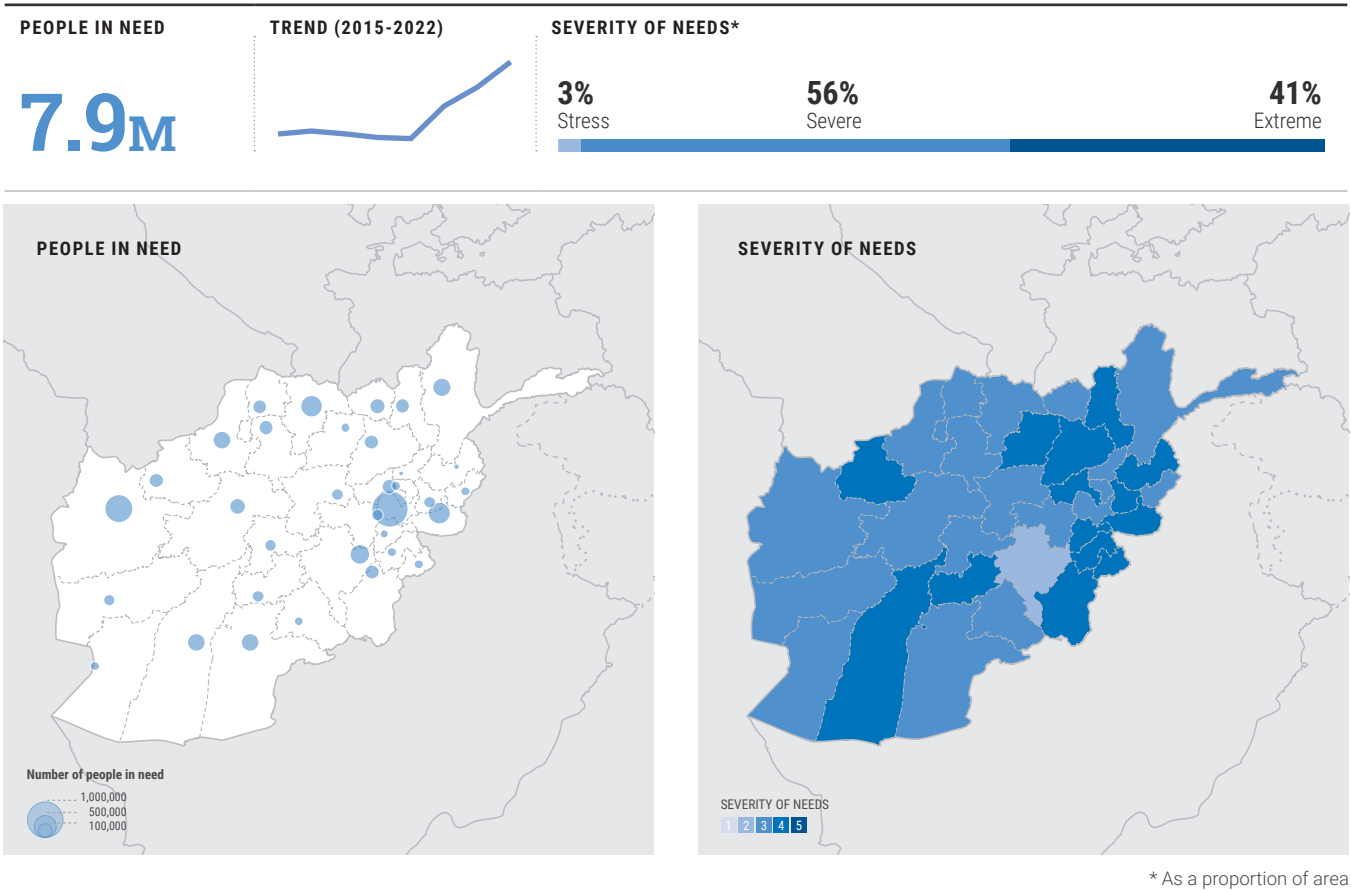 PEOPLE IN NEED
7.9M
TREND (2015-2022)
SEVERITY OF NEEDS*
3%
Stress
56%
Severe
41%
Extreme
PEOPLE IN NEED
Number of people in need
1,000,000
500,000
100,000
SEVERITY OF NEEDS
SEVERITY OF NEEDS
1 2 3 4 5
* As a proportion of area